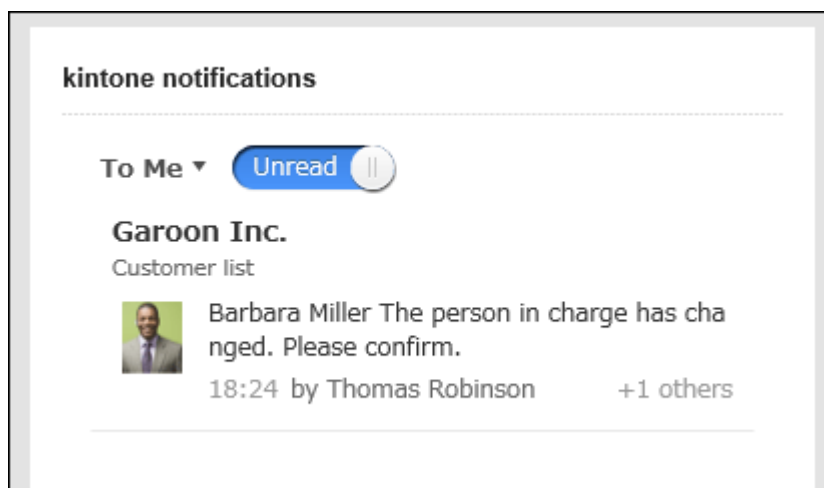 kintone notifications
To Me ▼ Unread
Garoon Inc.
Customer list
Barbara Miller The person in charge has cha
nged. Please confirm.
18:24 by Thomas Robinson +1 others